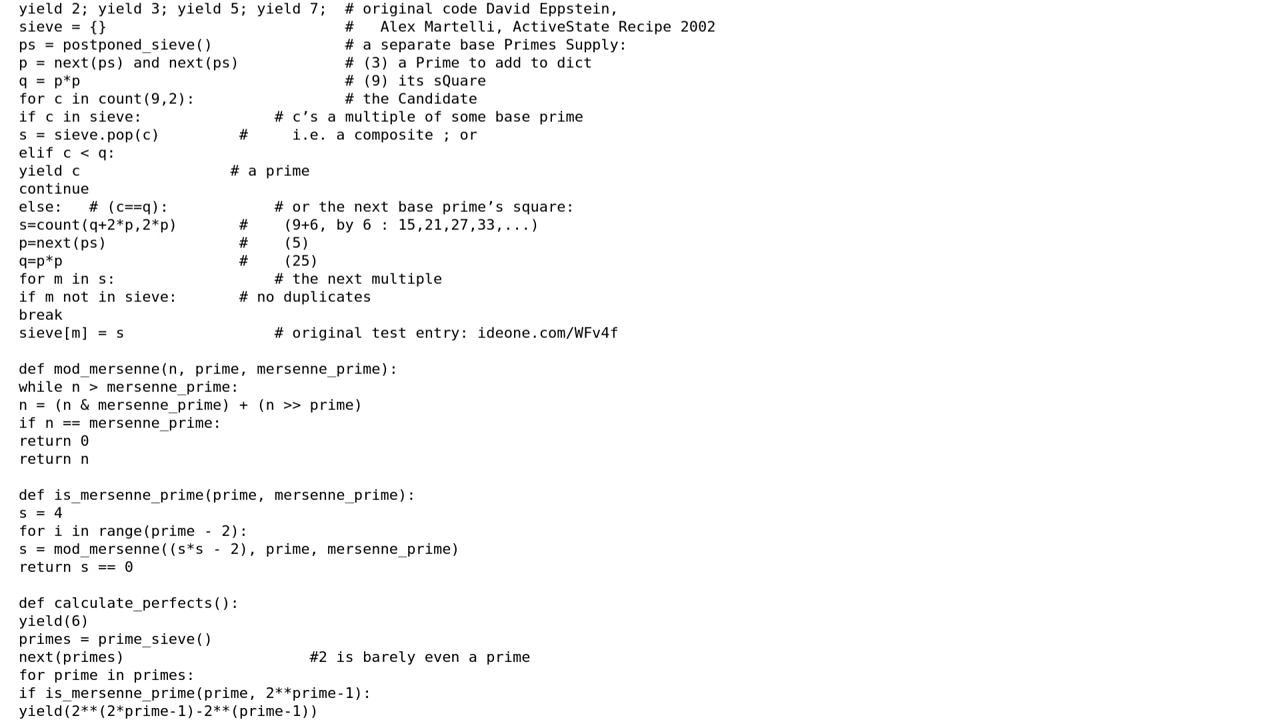 yield 2; yield 3; yield 5; yield 7;  # original code David Eppstein,
sieve = {}                           #   Alex Martelli, ActiveState Recipe 2002
ps = postponed_sieve()               # a separate base Primes Supply:
p = next(ps) and next(ps)            # (3) a Prime to add to dict
q = p*p                              # (9) its sQuare
for c in count(9,2):                 # the Candidate
if c in sieve:               # c’s a multiple of some base prime
s = sieve.pop(c)         #     i.e. a composite ; or
elif c < q:
yield c                 # a prime
continue
else:   # (c==q):            # or the next base prime’s square:
s=count(q+2*p,2*p)       #    (9+6, by 6 : 15,21,27,33,...)
p=next(ps)               #    (5)
q=p*p                    #    (25)
for m in s:                  # the next multiple
if m not in sieve:       # no duplicates
break
sieve[m] = s                 # original test entry: ideone.com/WFv4f

def mod_mersenne(n, prime, mersenne_prime):
while n > mersenne_prime:
n = (n & mersenne_prime) + (n >> prime)
if n == mersenne_prime:
return 0
return n

def is_mersenne_prime(prime, mersenne_prime):
s = 4
for i in range(prime - 2):
s = mod_mersenne((s*s - 2), prime, mersenne_prime)
return s == 0

def calculate_perfects():
yield(6)
primes = prime_sieve()
next(primes)                     #2 is barely even a prime
for prime in primes:
if is_mersenne_prime(prime, 2**prime-1):
yield(2**(2*prime-1)-2**(prime-1))